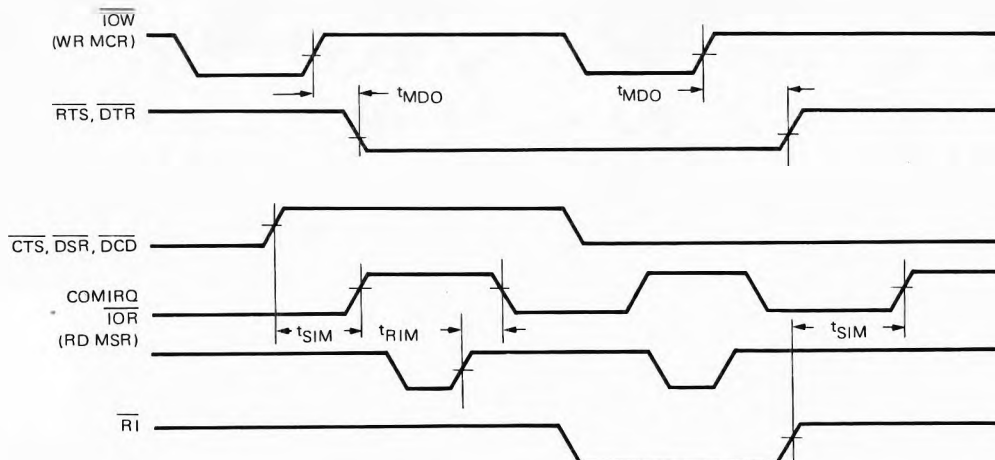 IOW
(WR MCR)
tMDO
tMDO
RTS, DTR
CTS, DSR, DCD
COMIRQ
IOR
(RD MSR)
tSIM
tRIM
tSIM
RI